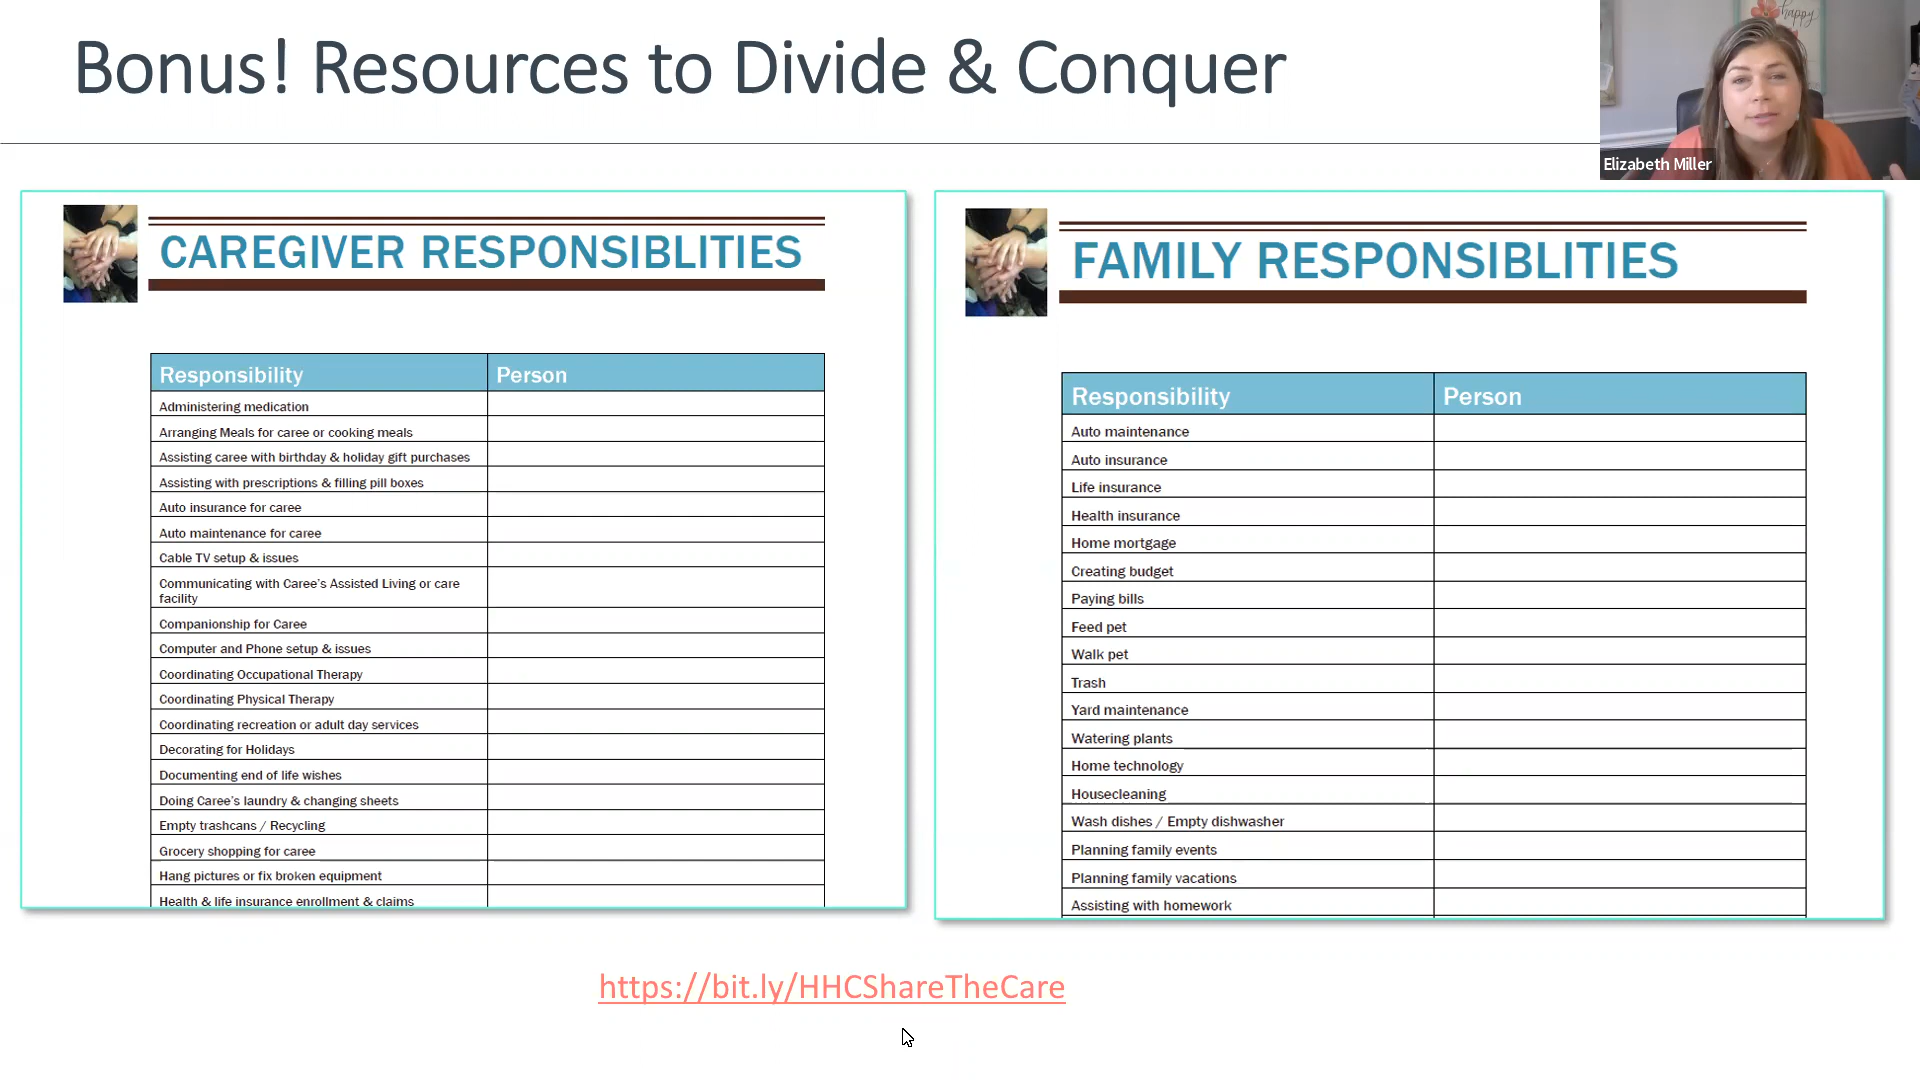 Bonus! Resources to Divide & Conquer
happy
Elizabeth Miller
CAREGIVER RESPONSIBLITIES
Responsibility Person
Administering medication
Arranging Meals for caree or cooking meals
Assisting caree with birthday & holiday gift purchases
Assisting with prescriptions & filling pill boxes
Auto insurance for caree
Auto maintenance for caree
Cable TV setup & issues
Communicating with Caree's Assisted Living or care
facility
Companionship for Caree
Computer and Phone setup & issues
Coordinating Occupational Therapy
Coordinating Physical Therapy
Coordinating recreation or adult day services
Decorating for Holidays
Documenting end of life wishes
Doing Caree's laundry & changing sheets
Empty trashcans / Recycling
Grocery shopping for caree
Hang pictures or fix broken equipment
Health & life insurance enrollment & claims
FAMILY RESPONSIBLITIES
Responsibility Person
Auto maintenance
Auto insurance
Life insurance
Health insurance
Home mortgage
Creating budget
Paying bills
Feed pet
Walk pet
Trash
Yard maintenance
Watering plants
Home technology
Housecleaning
Wash dishes / Empty dishwasher
Planning family events
Planning family vacations
Assisting with homework
https://bit.ly/HHCShareTheCare